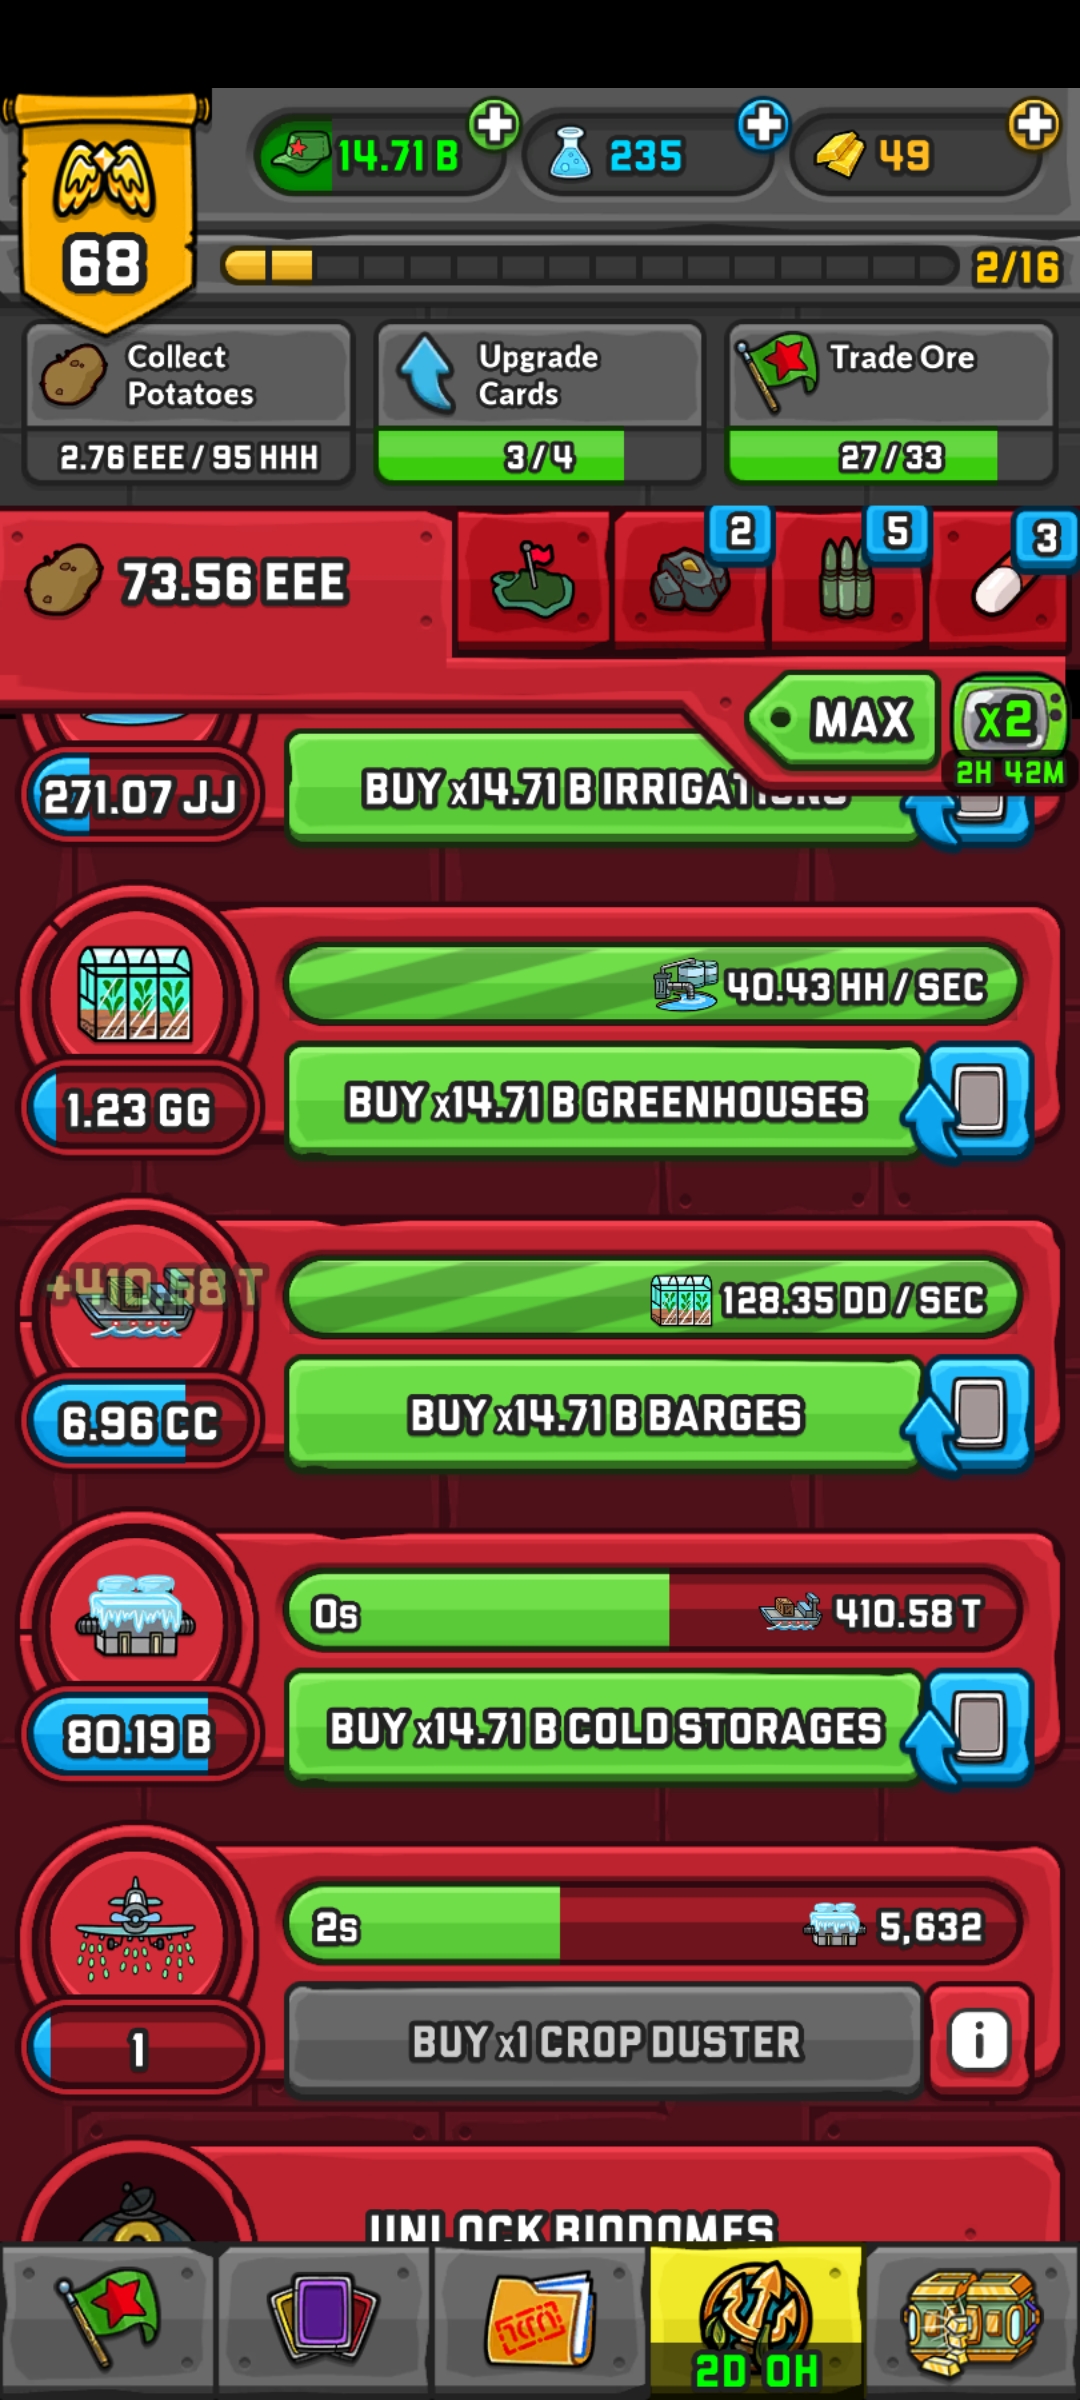 14.71 B
235
49
68
2/16
Collect
Potatoes
2.76 EEE / 95 HHH
Upgrade
Cards
3/4
Trade Ore
27/33
73.56 EEE
2
5
3
MAX
x2
2H 42M
271.07 JJ
BUY x14.71 B IRRIGATIONS
40.43 HH / SEC
1.23 GG
BUY x14.71 B GREENHOUSES
+410.58 T
128.35 DD / SEC
6.96 CC
BUY x14.71 B BARGES
0s
410.58 T
80.19 B
BUY x14.71 B COLD STORAGES
2s
5,632
1
BUY x1 CROP DUSTER
i
UNLOCK BIODOMES
2D 0H